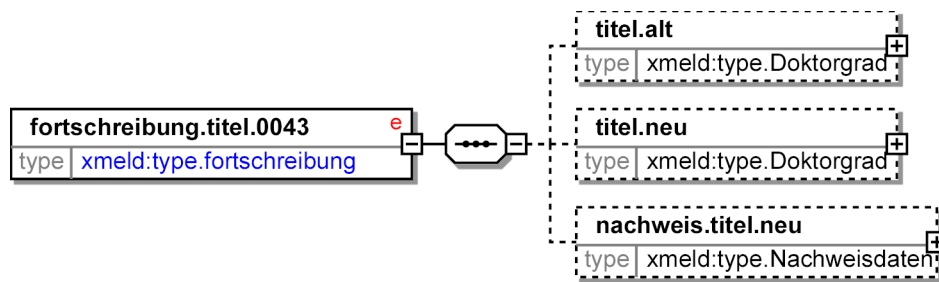 titel.alt
type xmeld:type.Doktorgrad
fortschreibung.titel.0043 e
type xmeld:type.fortschreibung
titel.neu
type xmeld:type.Doktorgrad
nachweis.titel.neu
type xmeld:type.Nachweisdaten